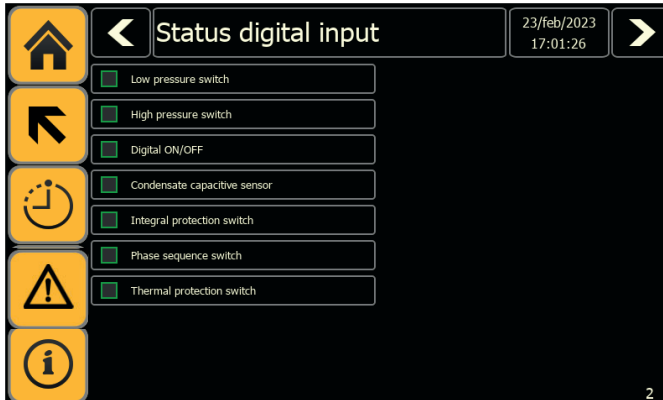 Status digital input
23/feb/2023
17:01:26
Low pressure switch
High pressure switch
Digital ON/OFF
Condensate capacitive sensor
Integral protection switch
Phase sequence switch
Thermal protection switch
i
2